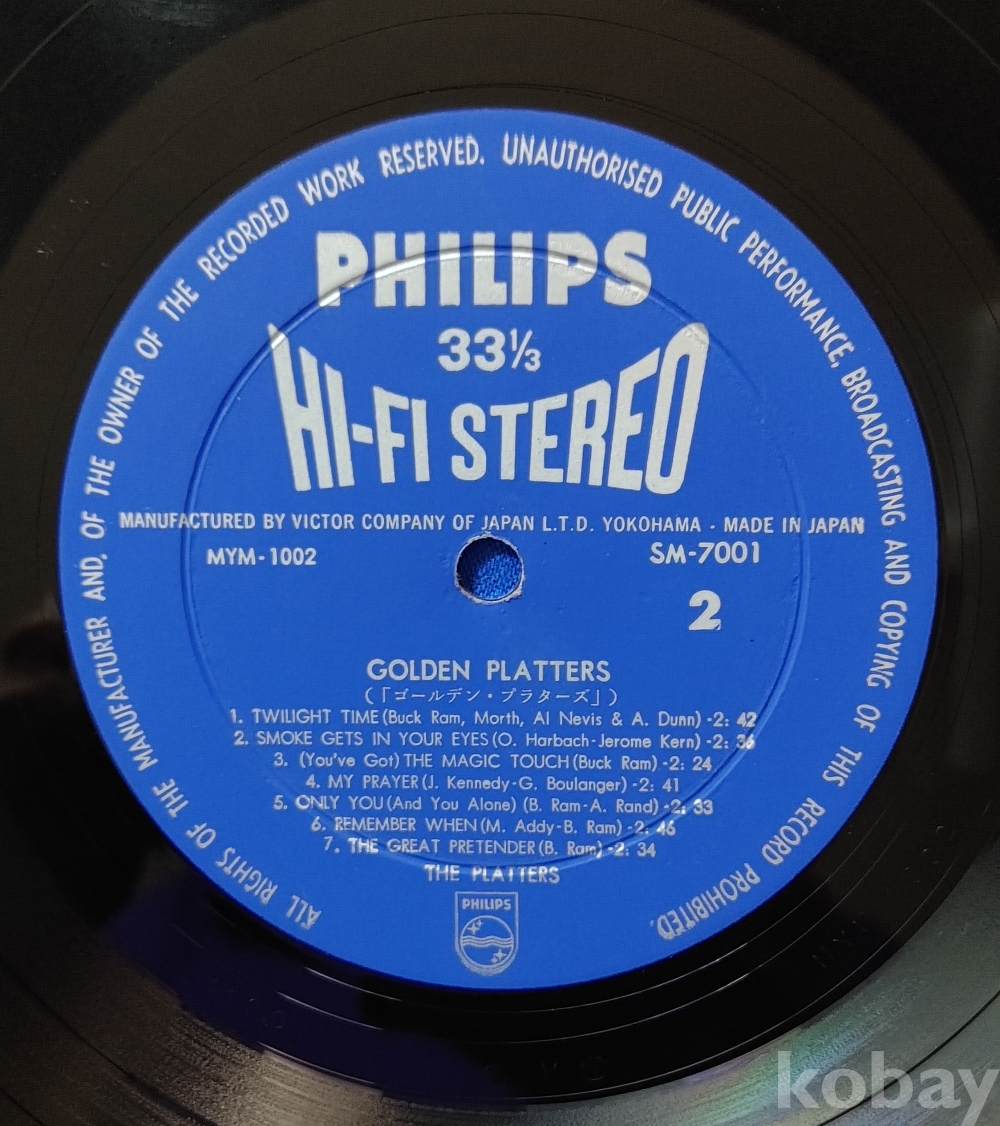 ALL RIGHTS OF THE MANUFACTURER AND, OF THE OWNER OF THE RECORDED WORK RESERVED. UNAUTHORISED PUBLIC PERFORMANCE, BROADCASTING AND COPYING OF THIS RECORD PROHIBITED.
PHILIPS
33⅓
HI-FI STEREO
MANUFACTURED BY VICTOR COMPANY OF JAPAN L.T.D. YOKOHAMA - MADE IN JAPAN
MYM-1002 SM-7001
2
GOLDEN PLATTERS
(「ゴールデン・プラターズ」)
1. TWILIGHT TIME (Buck Ram, Morth, Al Nevis & A. Dunn) -2: 42
2. SMOKE GETS IN YOUR EYES (O. Harbach-Jerome Kern) -2: 36
3. (You've Got) THE MAGIC TOUCH (Buck Ram) -2: 24
4. MY PRAYER (J. Kennedy-G. Boulanger) -2: 41
5. ONLY YOU (And You Alone) (B. Ram-A. Rand) -2: 33
6. REMEMBER WHEN (M. Addy-B. Ram) -2: 46
7. THE GREAT PRETENDER (B. Ram) -2: 34
THE PLATTERS
PHILIPS
kobay